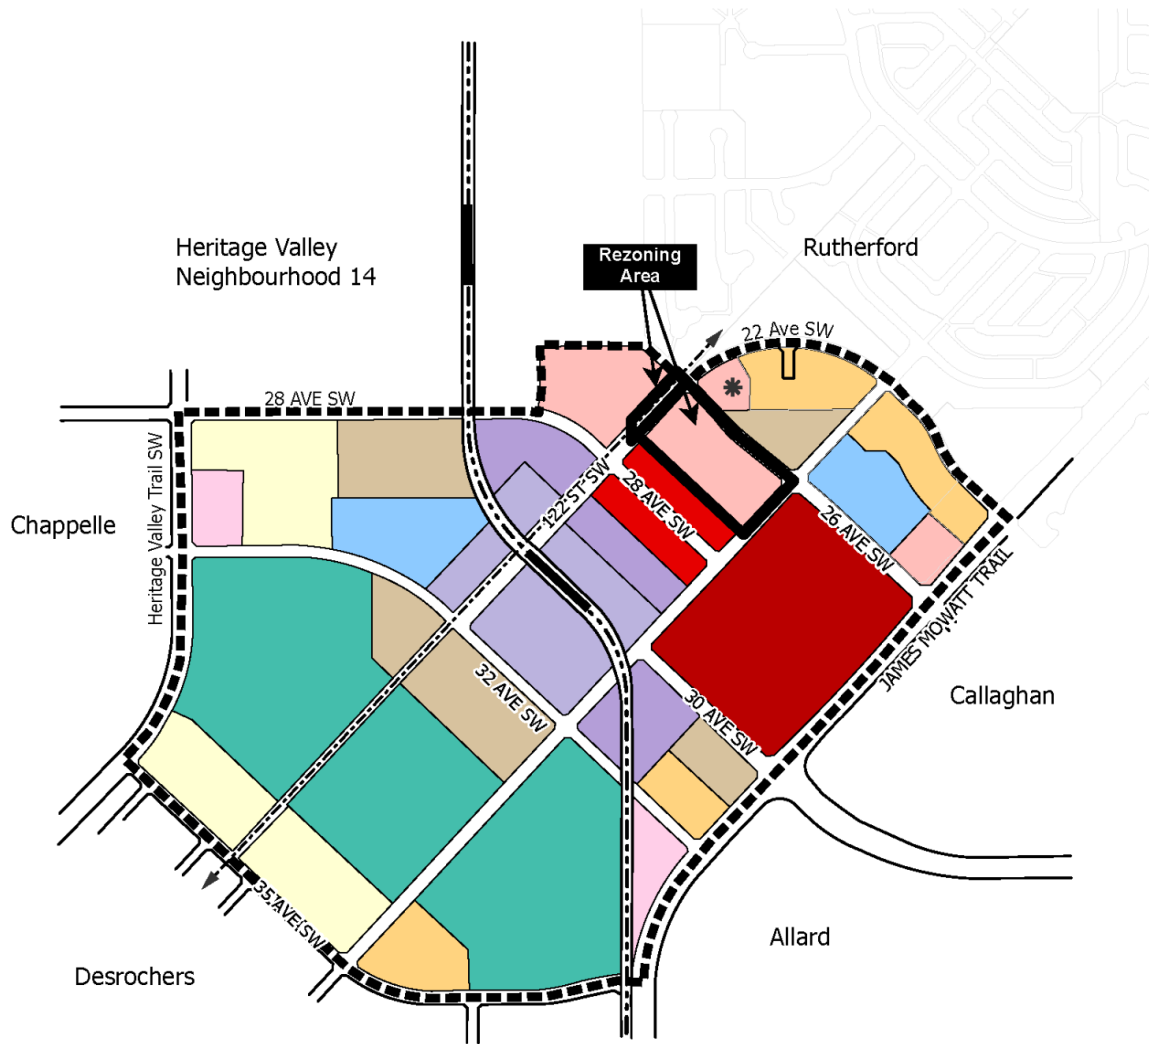 Heritage Valley
Neighbourhood 14
Rezoning
Area
Rutherford
22 Ave SW
28 AVE SW
Heritage Valley Trail SW
Chappelle
122 ST SW
28 AVE SW
26 AVE SW
JAMES MOWATT TRAIL
32 AVE SW
30 AVE SW
Callaghan
35 AVE SW
Allard
Desrochers